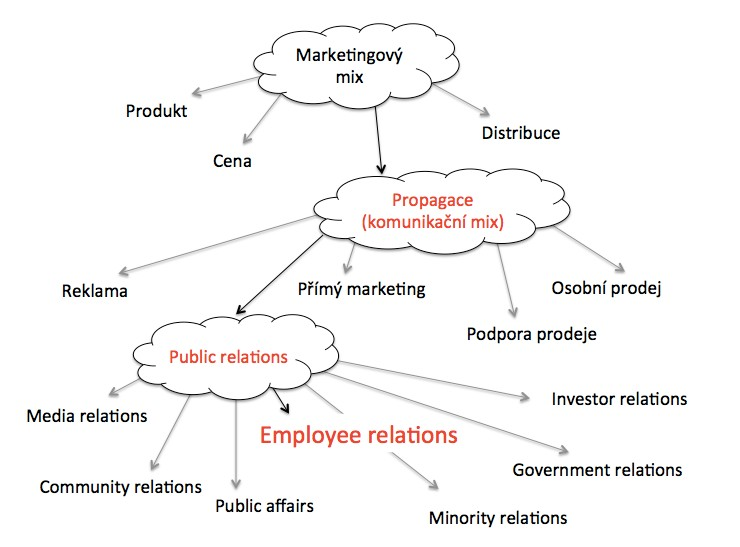 Marketingový
mix
Produkt
Distribuce
Cena
Propagace
(komunikační mix)
Reklama
Přímý marketing
Osobní prodej
Podpora prodeje
Public relations
Media relations
Investor relations
Employee relations
Government relations
Community relations
Public affairs
Minority relations